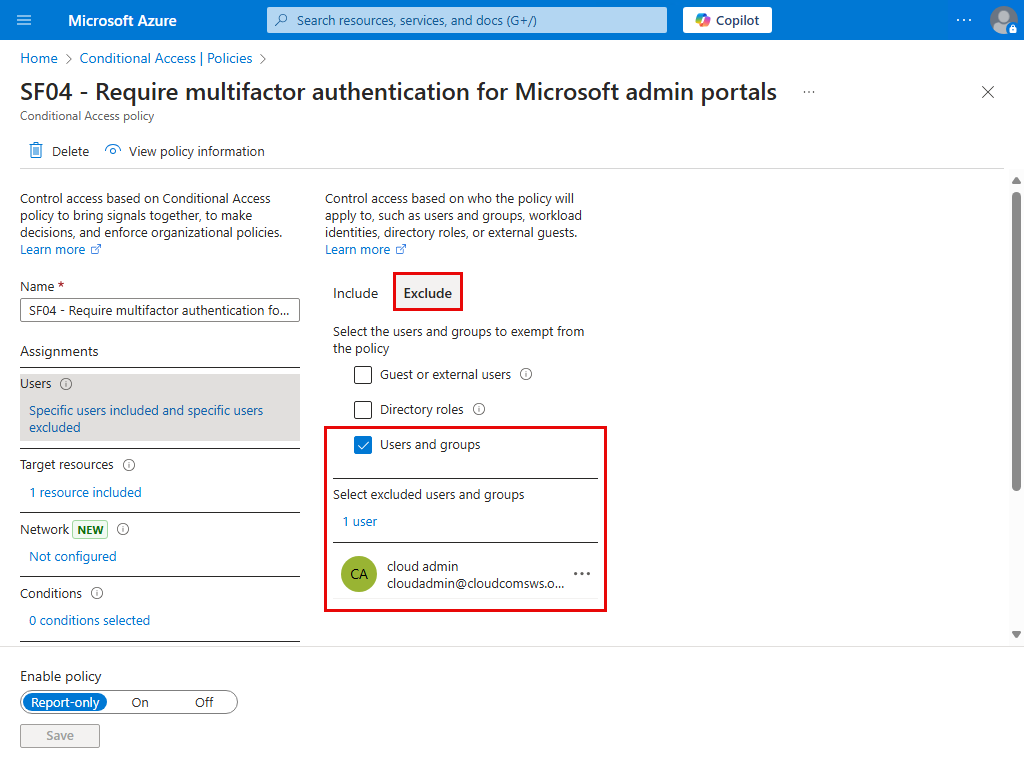 Microsoft Azure
Search resources, services, and docs (G+/)
Copilot
Home > Conditional Access | Policies >
SF04 - Require multifactor authentication for Microsoft admin portals
Conditional Access policy
Delete
View policy information
Control access based on Conditional Access
policy to bring signals together, to make
decisions, and enforce organizational policies.
Learn more
Name *
SF04 - Require multifactor authentication fo...
Assignments
Users
Specific users included and specific users
excluded
Target resources
1 resource included
Network NEW
Not configured
Conditions
0 conditions selected
Control access based on who the policy will
apply to, such as users and groups, workload
identities, directory roles, or external guests.
Learn more
Include
Exclude
Select the users and groups to exempt from
the policy
Guest or external users
Directory roles
Users and groups
Select excluded users and groups
1 user
CA
cloud admin
cloudadmin@cloudcomsws.o...
Enable policy
Report-only
On
Off
Save